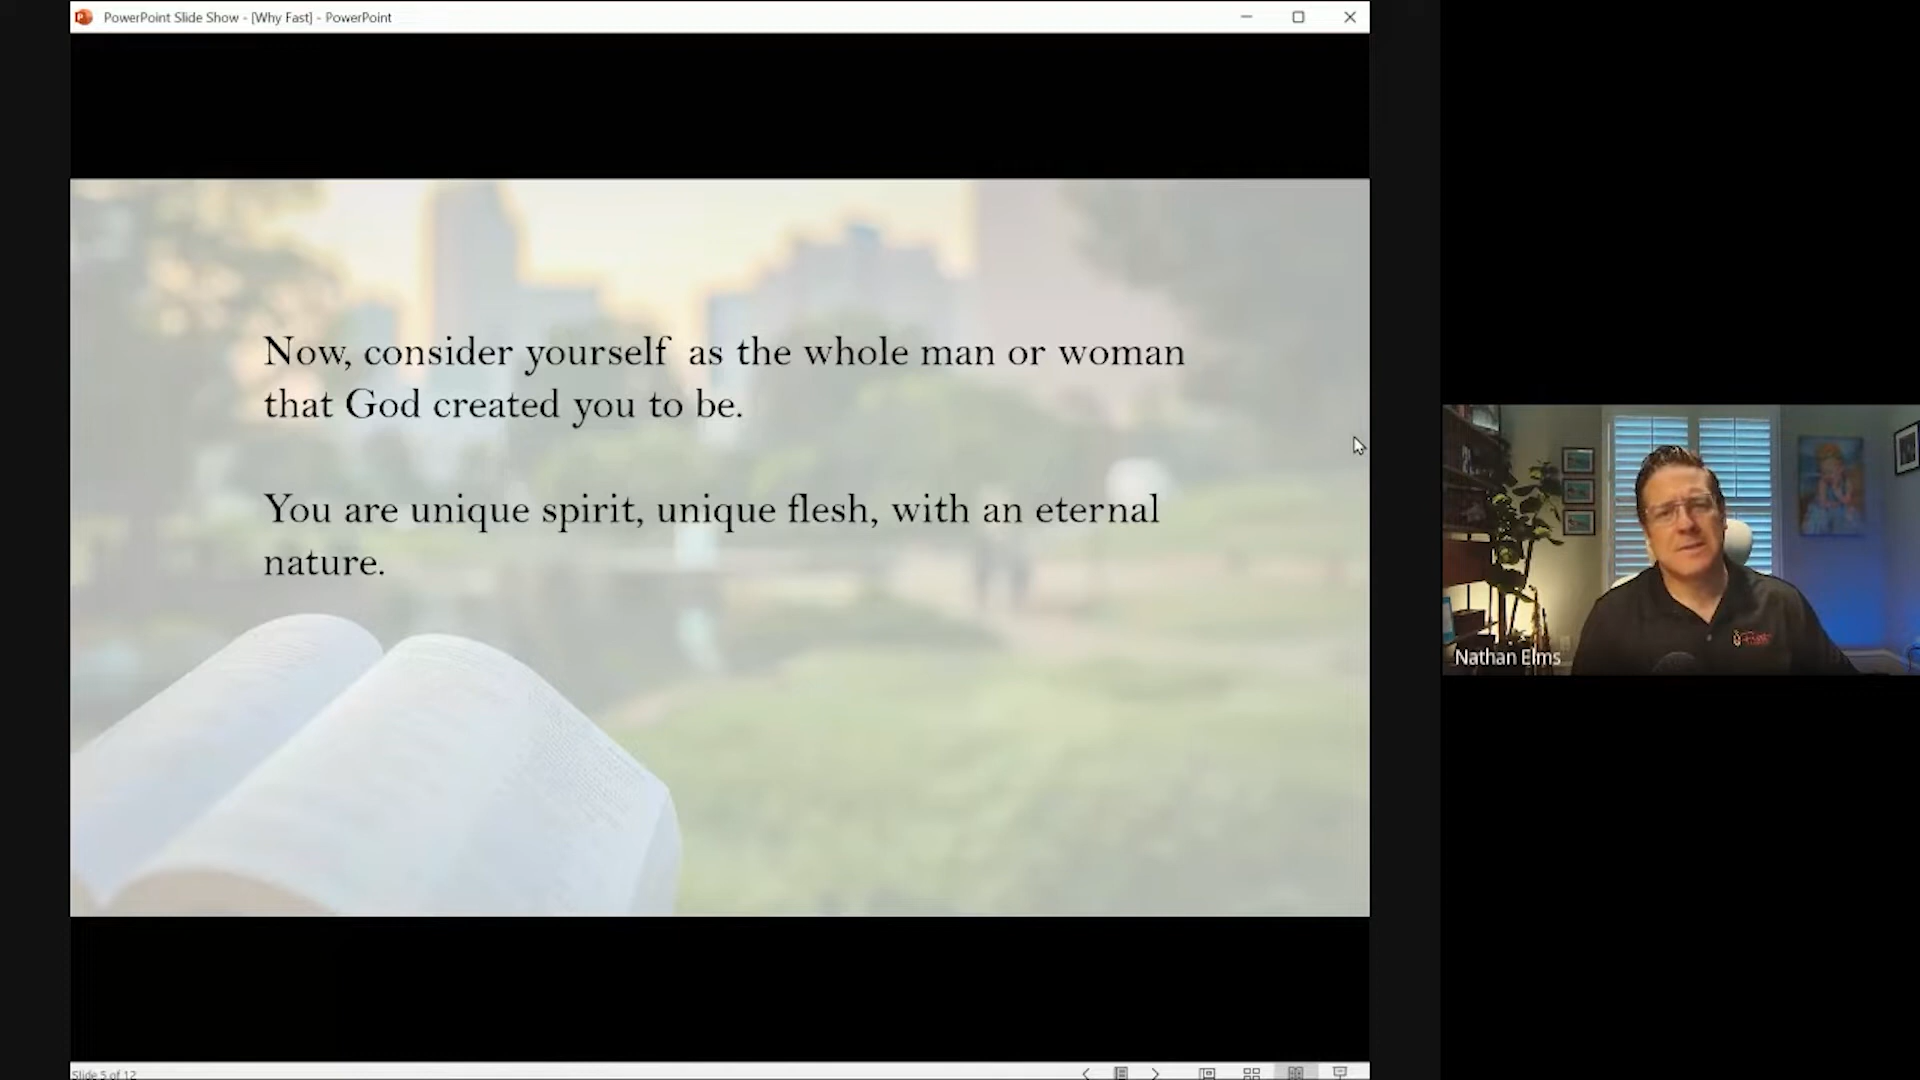 PowerPoint Slide Show - [Why Fast] - PowerPoint
Now, consider yourself as the whole man or woman
that God created you to be.
You are unique spirit, unique flesh, with an eternal
nature.
Nathan Elms
Slide 5 of 12